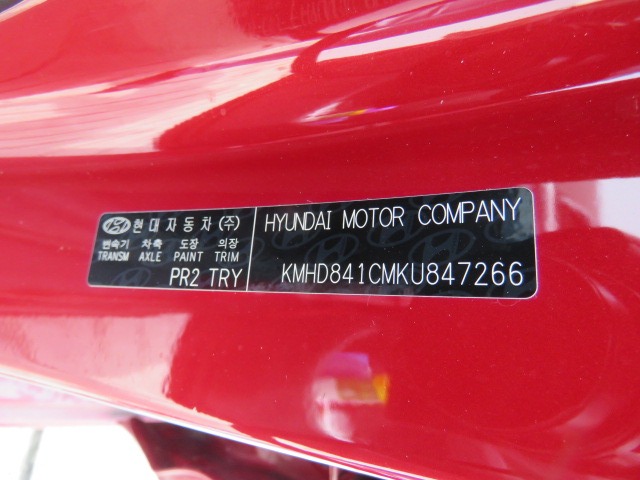 현대자동차(주)
변속기 차축 도장 의장
TRANSM AXLE PAINT TRIM
PR2 TRY
HYUNDAI MOTOR COMPANY
KMHD841CMKU847266